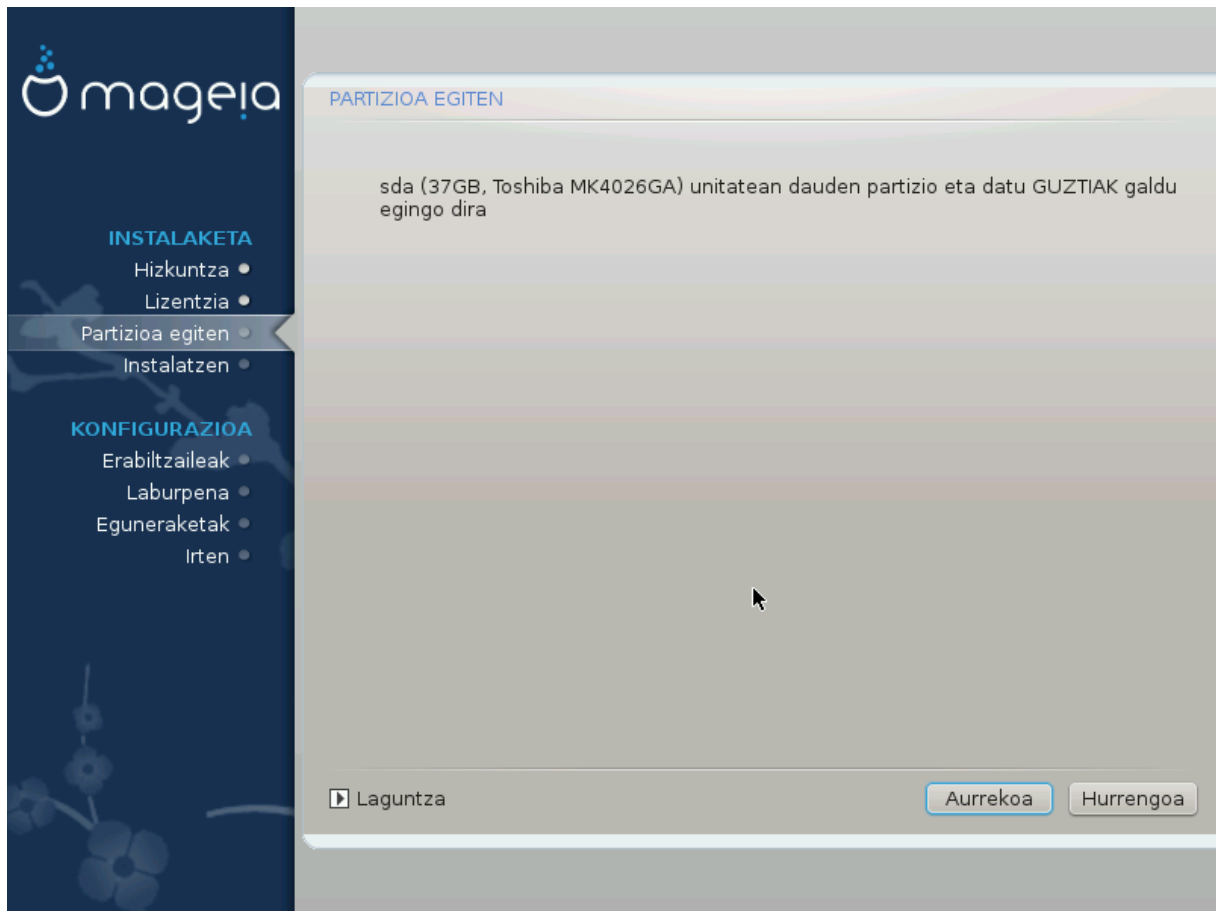 mageia
INSTALAKETA
Hizkuntza
Lizentzia
Partizioa egiten
Instalatzen
KONFIGURAZIOA
Erabiltzaileak
Laburpena
Eguneraketak
Irten
PARTIZIOA EGITEN
sda (37GB, Toshiba MK4026GA) unitatean dauden partizio eta datu GUZTIAK galdu
egingo dira
Laguntza
Aurrekoa
Hurrengoa